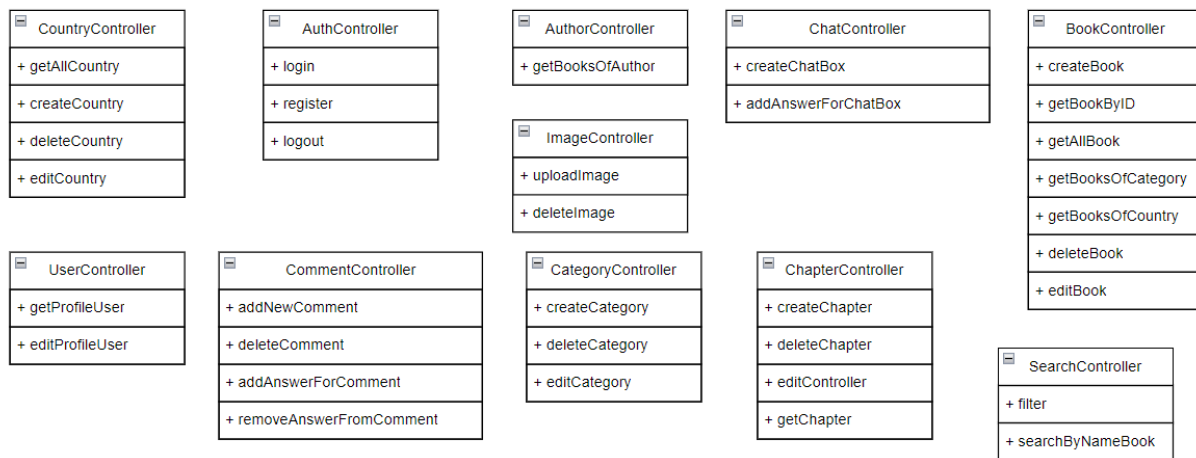 CountryController
+ getAllCountry
+ createCountry
+ deleteCountry
+ editCountry
AuthController
+ login
+ register
+ logout
AuthorController
+ getBooksOfAuthor
ImageController
+ uploadImage
+ deleteImage
ChatController
+ createChatBox
+ addAnswerForChatBox
BookController
+ createBook
+ getBookByID
+ getAllBook
+ getBooksOfCategory
+ getBooksOfCountry
+ deleteBook
+ editBook
UserController
+ getProfileUser
+ editProfileUser
CommentController
+ addNewComment
+ deleteComment
+ addAnswerForComment
+ removeAnswerFromComment
CategoryController
+ createCategory
+ deleteCategory
+ editCategory
ChapterController
+ createChapter
+ deleteChapter
+ editController
+ getChapter
SearchController
+ filter
+ searchByNameBook